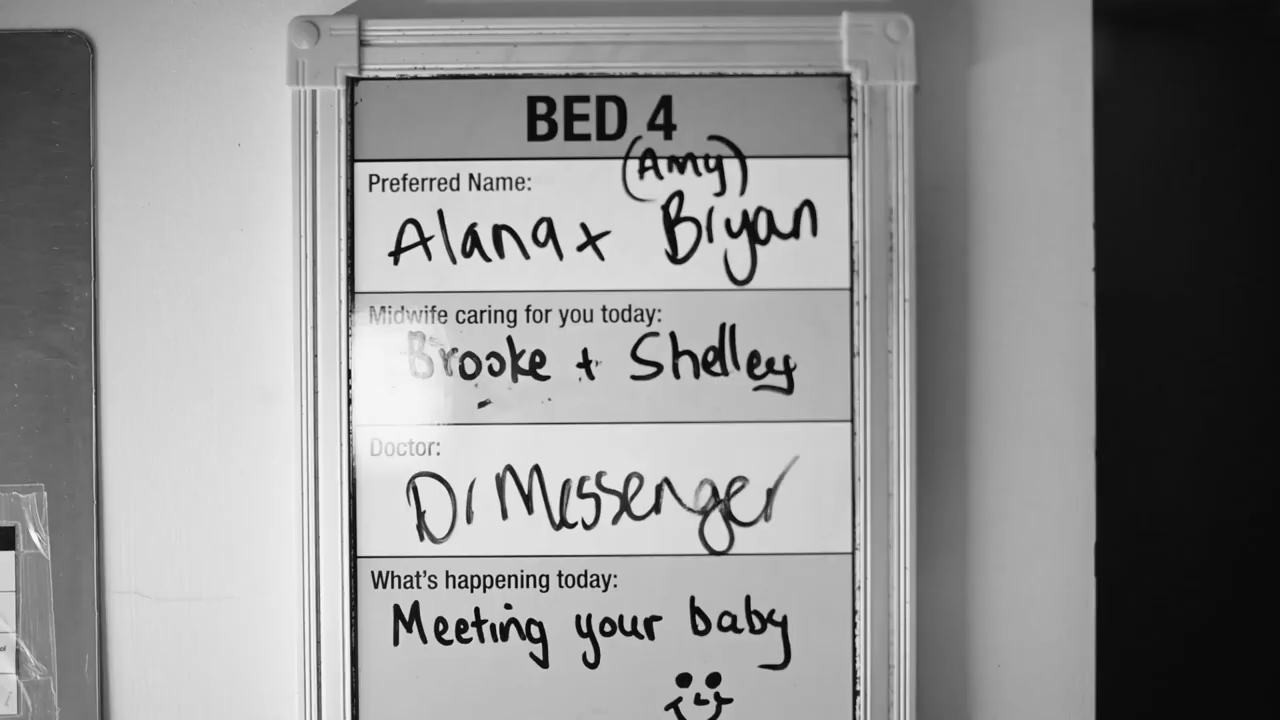 BED 4
(Amy)
Preferred Name:
Alana x Bryan
Midwife caring for you today:
Brooke + Shelley
Doctor:
Dr Messenger
What's happening today:
Meeting your baby